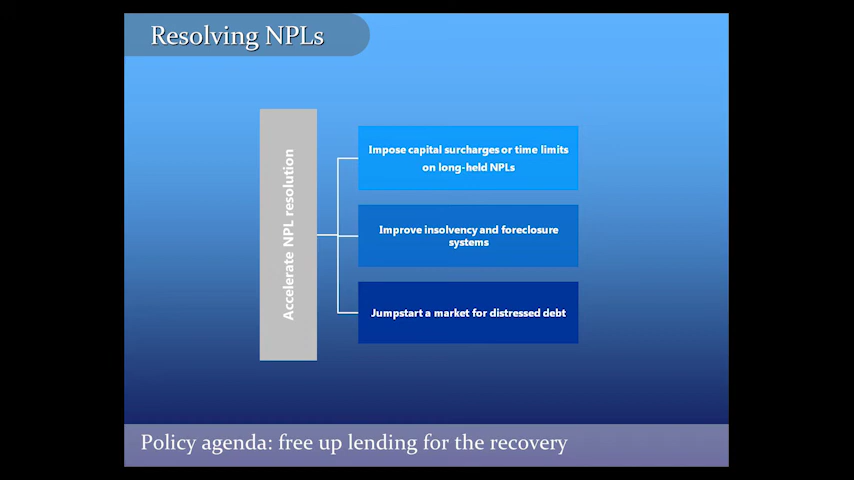 Resolving NPLs
Accelerate NPL resolution
Impose capital surcharges or time limits
on long-held NPLs
Improve insolvency and foreclosure
systems
Jumpstart a market for distressed debt
Policy agenda: free up lending for the recovery